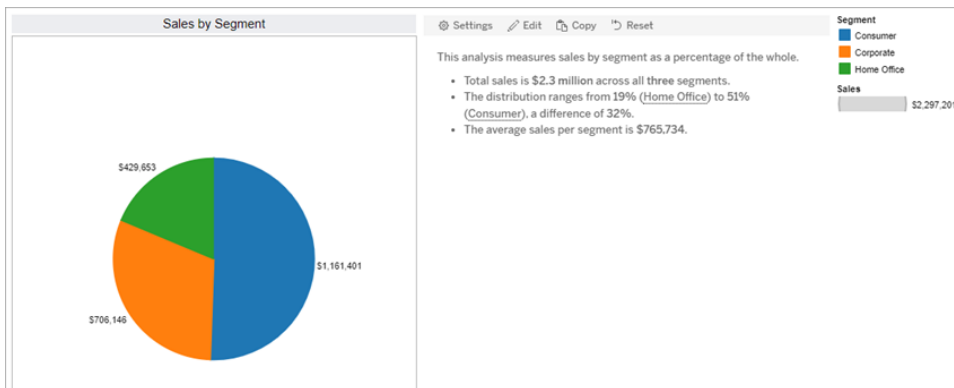 Sales by Segment
$429,653
$1,161,401
$706,146
Settings Edit Copy Reset
This analysis measures sales by segment as a percentage of the whole.
• Total sales is $2.3 million across all three segments.
• The distribution ranges from 19% (Home Office) to 51%
(Consumer), a difference of 32%.
• The average sales per segment is $765,734.
Segment
Consumer
Corporate
Home Office
Sales
$2,297,201